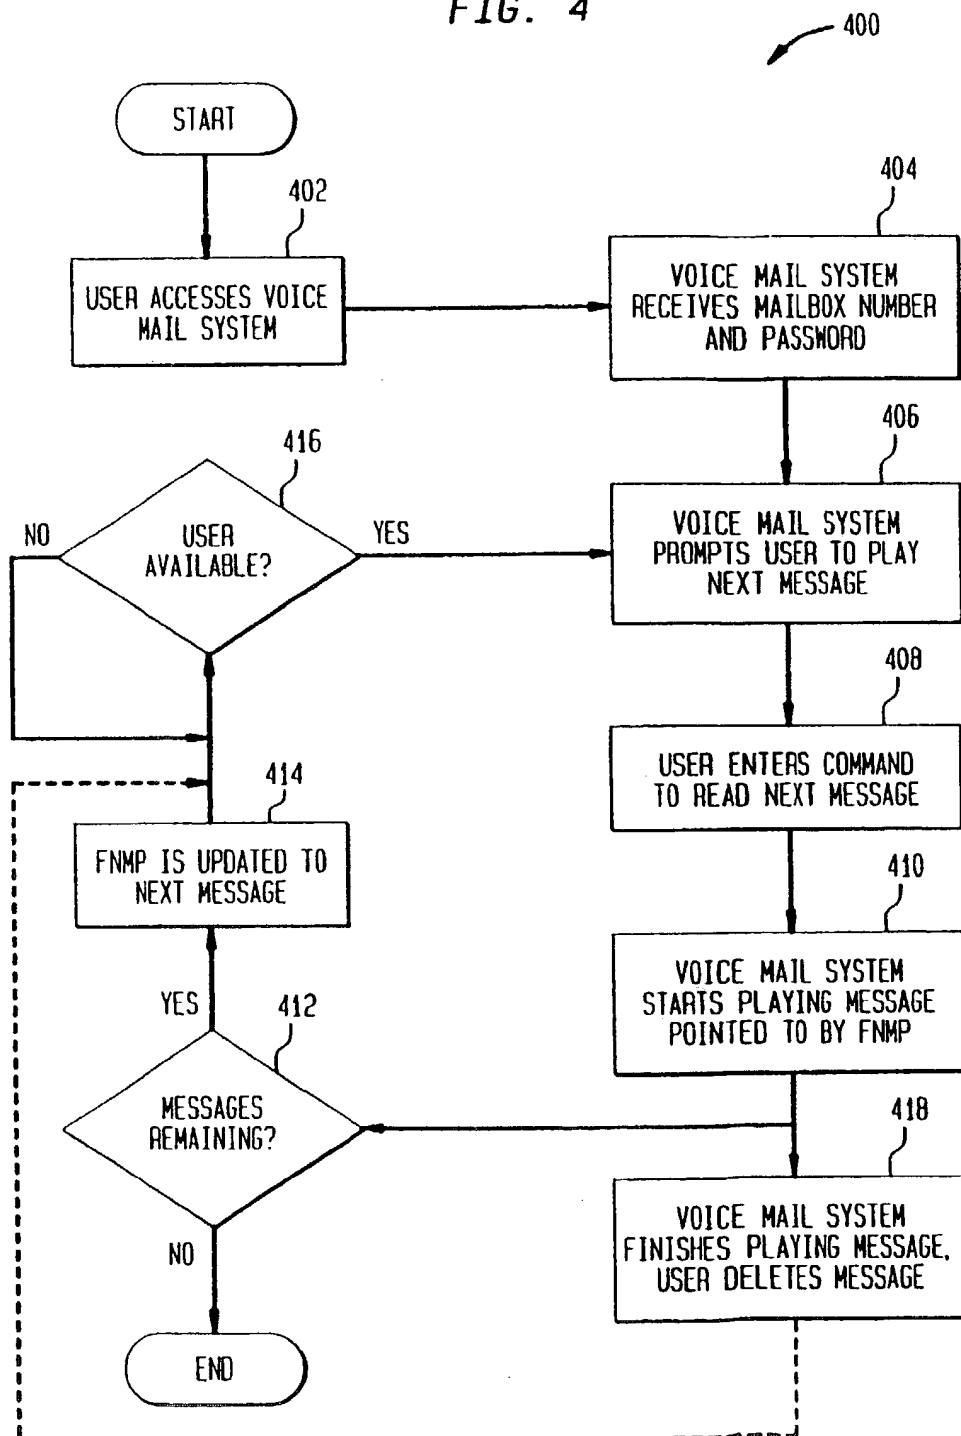 FIG. 4
400
START
402
USER ACCESSES VOICE
MAIL SYSTEM
404
VOICE MAIL SYSTEM
RECEIVES MAILBOX NUMBER
AND PASSWORD
406
VOICE MAIL SYSTEM
PROMPTS USER TO PLAY
NEXT MESSAGE
416
USER
AVAILABLE?
NO
YES
408
USER ENTERS COMMAND
TO READ NEXT MESSAGE
414
FNMP IS UPDATED TO
NEXT MESSAGE
410
VOICE MAIL SYSTEM
STARTS PLAYING MESSAGE
POINTED TO BY FNMP
YES
412
MESSAGES
REMAINING?
NO
418
VOICE MAIL SYSTEM
FINISHES PLAYING MESSAGE,
USER DELETES MESSAGE
END